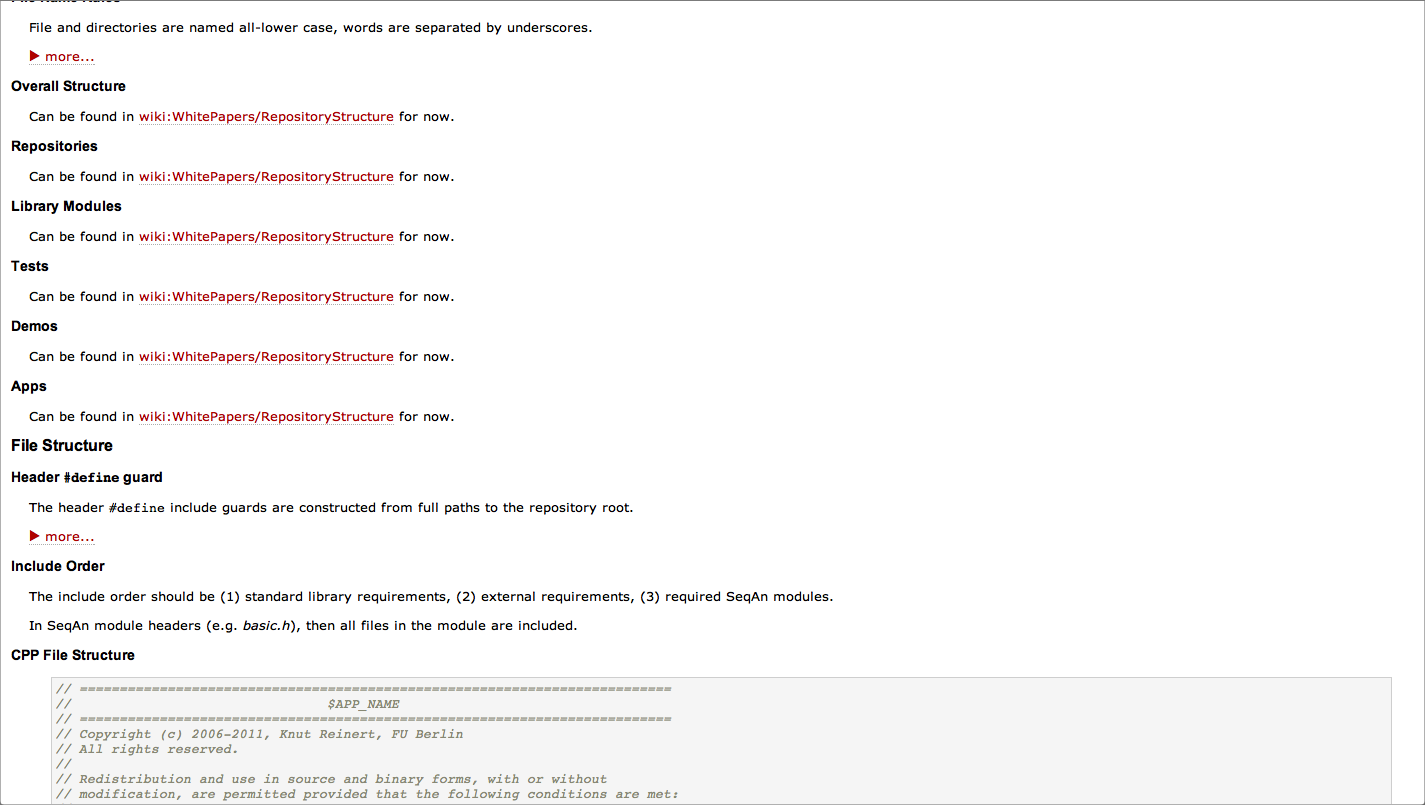 File and directories are named all-lower case, words are separated by underscores.
▶ more...
Overall Structure
Can be found in wiki:WhitePapers/RepositoryStructure for now.
Repositories
Can be found in wiki:WhitePapers/RepositoryStructure for now.
Library Modules
Can be found in wiki:WhitePapers/RepositoryStructure for now.
Tests
Can be found in wiki:WhitePapers/RepositoryStructure for now.
Demos
Can be found in wiki:WhitePapers/RepositoryStructure for now.
Apps
Can be found in wiki:WhitePapers/RepositoryStructure for now.
File Structure
Header #define guard
The header #define include guards are constructed from full paths to the repository root.
▶ more...
Include Order
The include order should be (1) standard library requirements, (2) external requirements, (3) required SeqAn modules.
In SeqAn module headers (e.g. basic.h), then all files in the module are included.
CPP File Structure
// ==========================================================================
// $APP_NAME
// ==========================================================================
// Copyright (c) 2006-2011, Knut Reinert, FU Berlin
// All rights reserved.
//
// Redistribution and use in source and binary forms, with or without
// modification, are permitted provided that the following conditions are met: